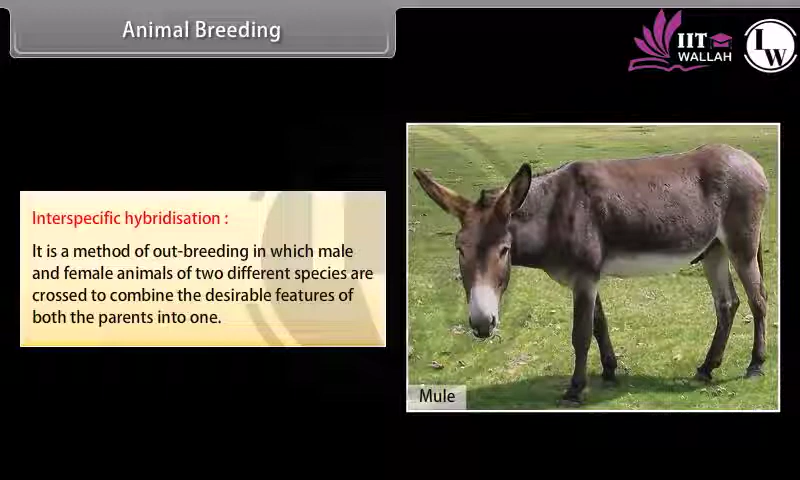 Animal Breeding
IIT
WALLAH
LW
Interspecific hybridisation :
It is a method of out-breeding in which male
and female animals of two different species are
crossed to combine the desirable features of
both the parents into one.
Mule